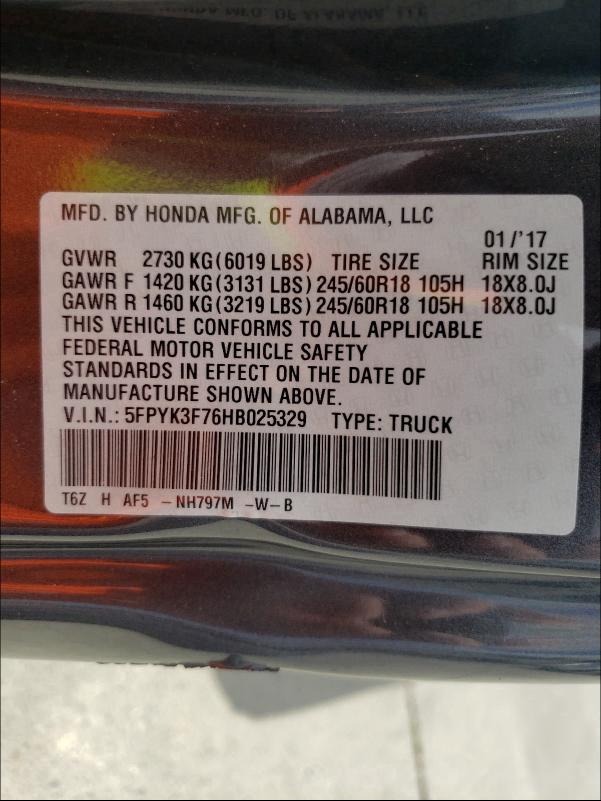 MFD. BY HONDA MFG. OF ALABAMA, LLC
01/'17
GVWR 2730 KG(6019 LBS) TIRE SIZE RIM SIZE
GAWR F 1420 KG(3131 LBS) 245/60R18 105H 18X8.0J
GAWR R 1460 KG(3219 LBS) 245/60R18 105H 18X8.0J
THIS VEHICLE CONFORMS TO ALL APPLICABLE
FEDERAL MOTOR VEHICLE SAFETY
STANDARDS IN EFFECT ON THE DATE OF
MANUFACTURE SHOWN ABOVE.
V.I.N.: 5FPYK3F76HB025329 TYPE: TRUCK
T6Z H AF5 -NH797M -W-B